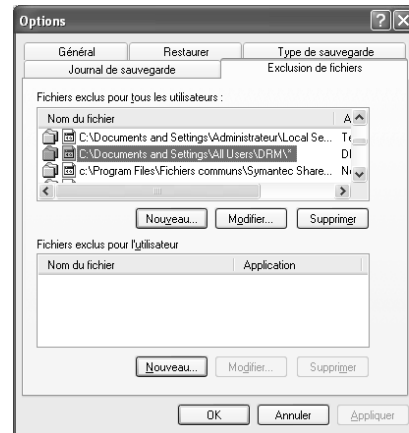 Options
Général Restaurer Type de sauvegarde
Journal de sauvegarde Exclusion de fichiers
Fichiers exclus pour tous les utilisateurs :
Nom du fichier A
C:\Documents and Settings\Administrateur\Local Se...
C:\Documents and Settings\All Users\DRM\*
c:\Program Files\Fichiers communs\Symantec Share...
Nouveau... Modifier... Supprimer
Fichiers exclus pour l'utilisateur
Nom du fichier Application
Nouveau... Modifier... Supprimer
OK Annuler Appliquer